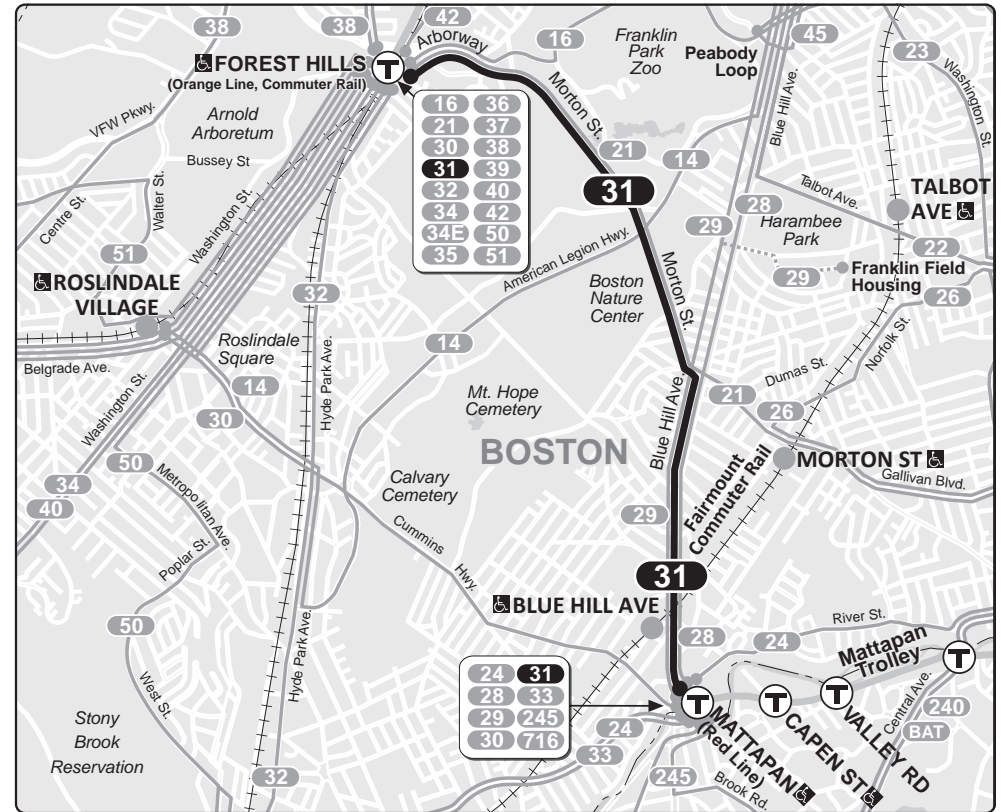 38
38
42
Arborway
16
Franklin
Park
Zoo
Peabody
Loop
45
23
Washington St.
FOREST HILLS
(Orange Line, Commuter Rail)
T
VFW Pkwy.
Arnold
Arboretum
Bussey St
Morton St.
Blue Hill Ave.
16 36
21 37
30 38
31 39
32 40
34 42
34E 50
35 51
21
14
31
Centre St.
Walter St.
Washington St.
51
Talbot Ave.
TALBOT
AVE
28
29
Harambee
Park
22
29
Franklin Field
Housing
26
ROSLINDALE
VILLAGE
32
American Legion Hwy.
Boston
Nature
Center
Morton St.
Norfolk St.
Belgrade Ave.
Roslindale
Square
14
Hyde Park Ave.
14
Dumas St.
21
26
Washington St.
30
Mt. Hope
Cemetery
BOSTON
Blue Hill Ave.
MORTON ST
Gallivan Blvd.
50
34
40
Metropolitan Ave.
Calvary
Cemetery
Cummins
Hwy.
29
Fairmount
Commuter Rail
Poplar St.
31
BLUE HILL AVE
50
Hyde Park Ave.
28
24
River St.
Mattapan
Trolley
T
West St.
24 31
28 33
29 245
30 716
T
MATTAPAN
(Red Line)
T
CAPEN ST
T
VALLEY RD
Central Ave.
240
BAT
Stony
Brook
Reservation
24
33
32
245
Brook Rd.